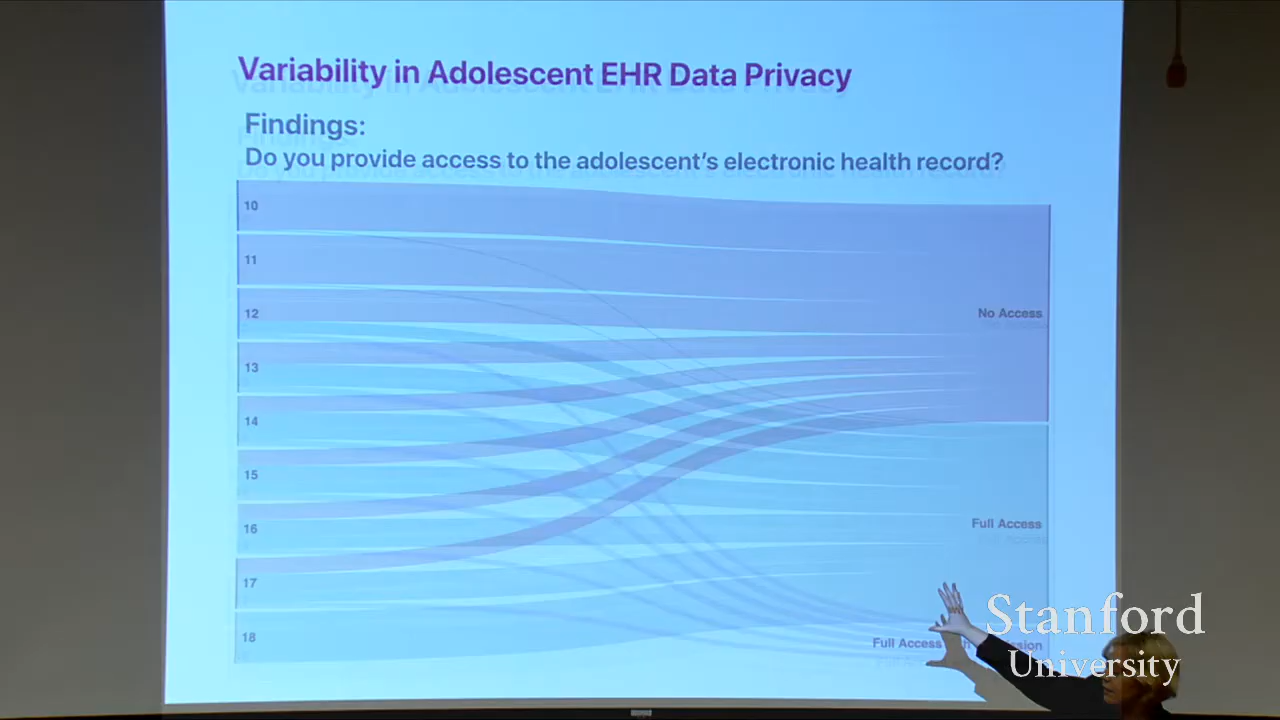 Variability in Adolescent EHR Data Privacy
Findings:
Do you provide access to the adolescent's electronic health record?
10
11
12
No Access
13
14
15
Full Access
16
17
18
Full Access
Stanford
University